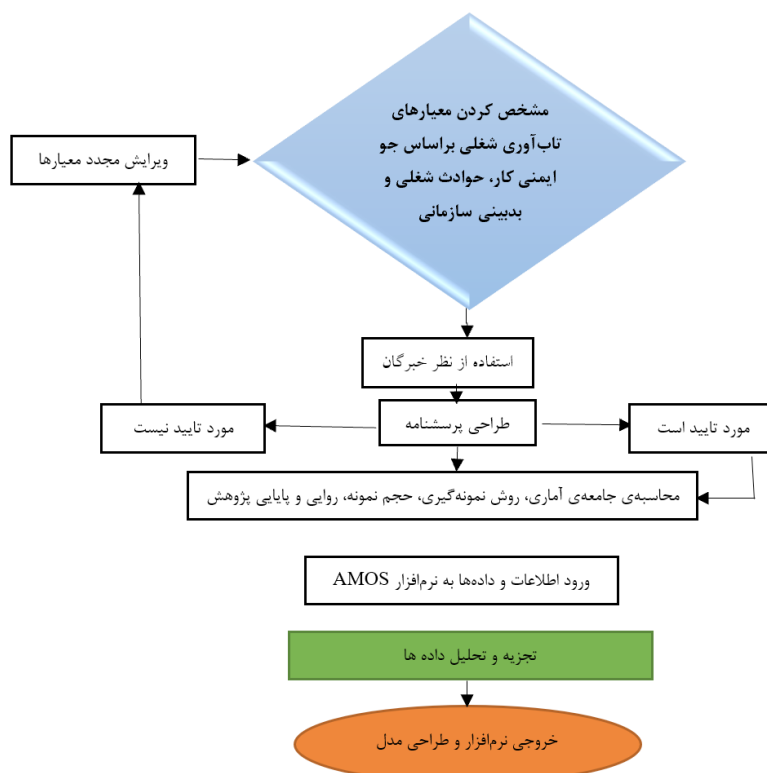 مشخص کردن معیارهای
تاب‌آوری شغلی براساس جو
ایمنی کار، حوادث شغلی و
بدبینی سازمانی
ویرایش مجدد معیارها
استفاده از نظر خبرگان
مورد تایید است
طراحی پرسشنامه
مورد تایید نیست
محاسبه‌ی جامعه‌ی آماری، روش نمونه‌گیری، حجم نمونه، روایی و پایایی پژوهش
ورود اطلاعات و داده‌ها به نرم‌افزار AMOS
تجزیه و تحلیل داده ها
خروجی نرم‌افزار و طراحی مدل